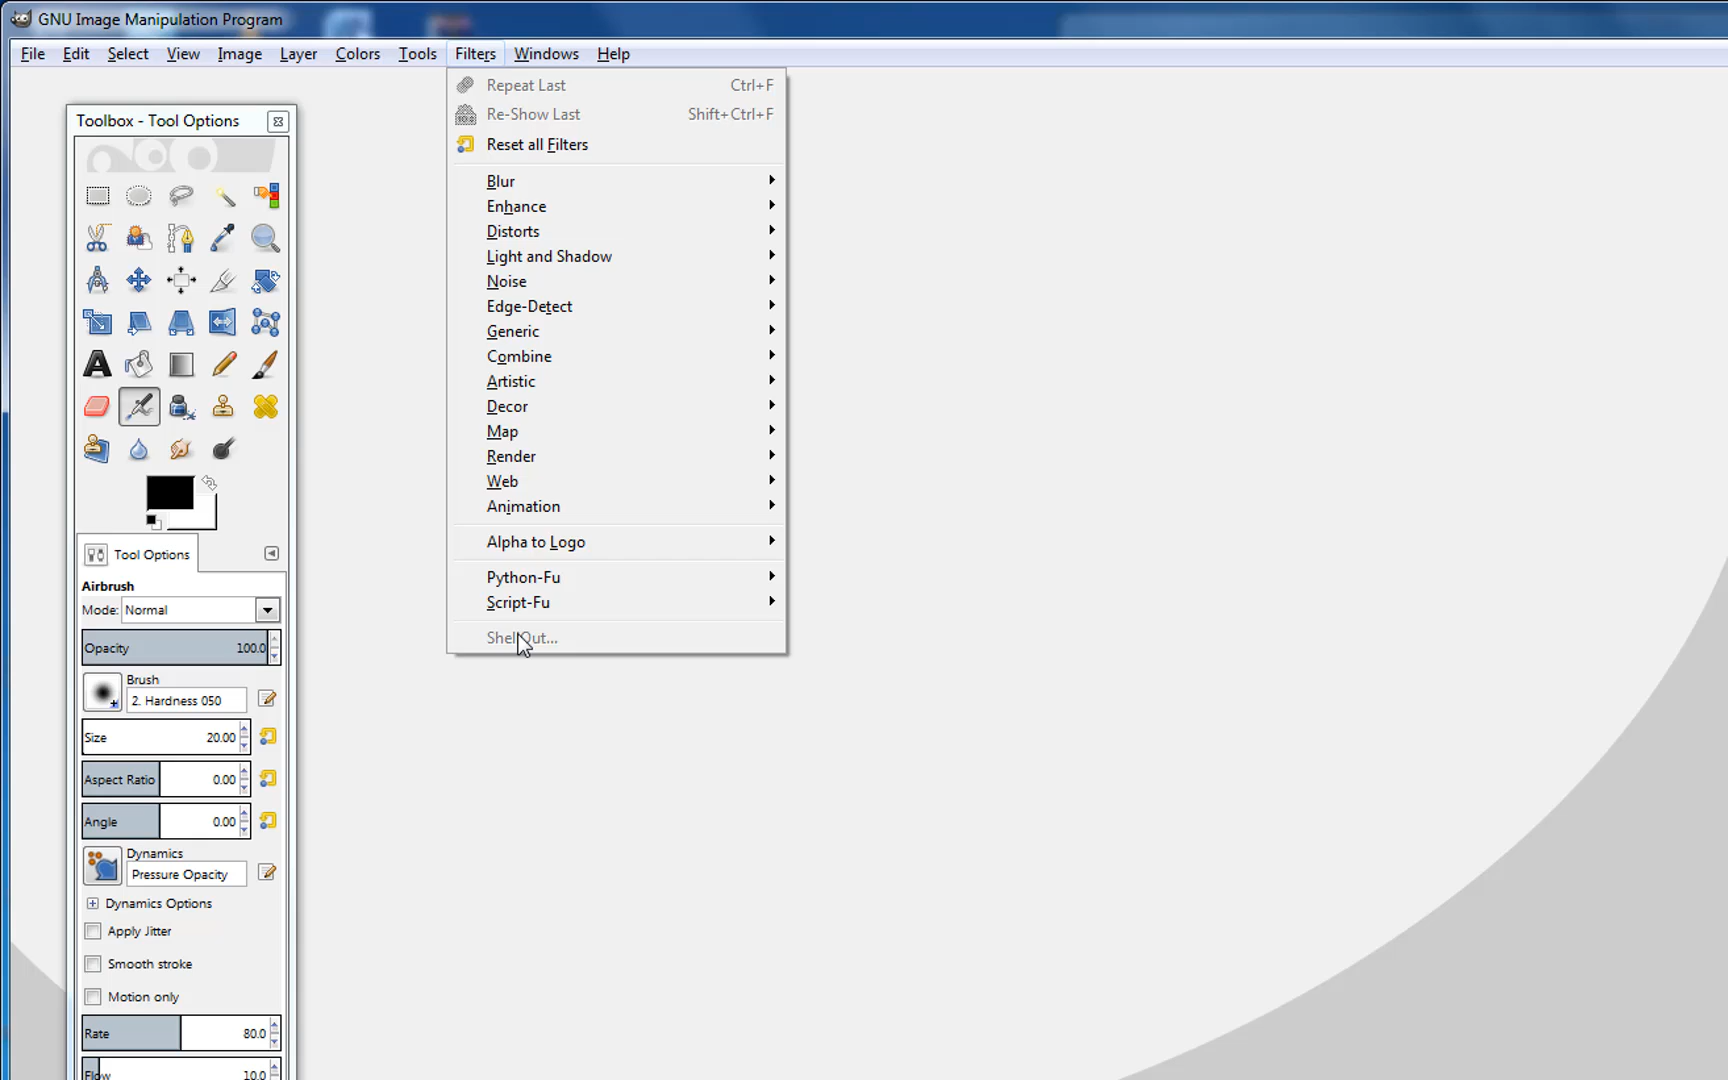 GNU Image Manipulation Program
File Edit Select View Image Layer Colors Tools Filters Windows Help
Repeat Last Ctrl+F
Re-Show Last Shift+Ctrl+F
Reset all Filters
Blur
Enhance
Distorts
Light and Shadow
Noise
Edge-Detect
Generic
Combine
Artistic
Decor
Map
Render
Web
Animation
Alpha to Logo
Python-Fu
Script-Fu
ShellOut...
Toolbox - Tool Options
Tool Options
Airbrush
Mode: Normal
Opacity 100.0
Brush
2. Hardness 050
Size 20.00
Aspect Ratio 0.00
Angle 0.00
Dynamics
Pressure Opacity
Dynamics Options
Apply Jitter
Smooth stroke
Motion only
Rate 80.0
Flow 10.0